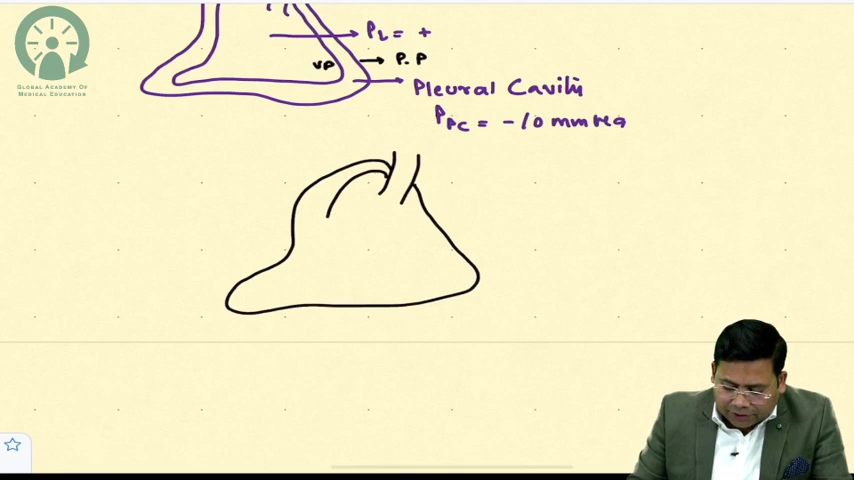 PL = +
VP → P.P
Pleural Cavity
PPC = -10 mmHg
GLOBAL ACADEMY OF
MEDICAL EDUCATION